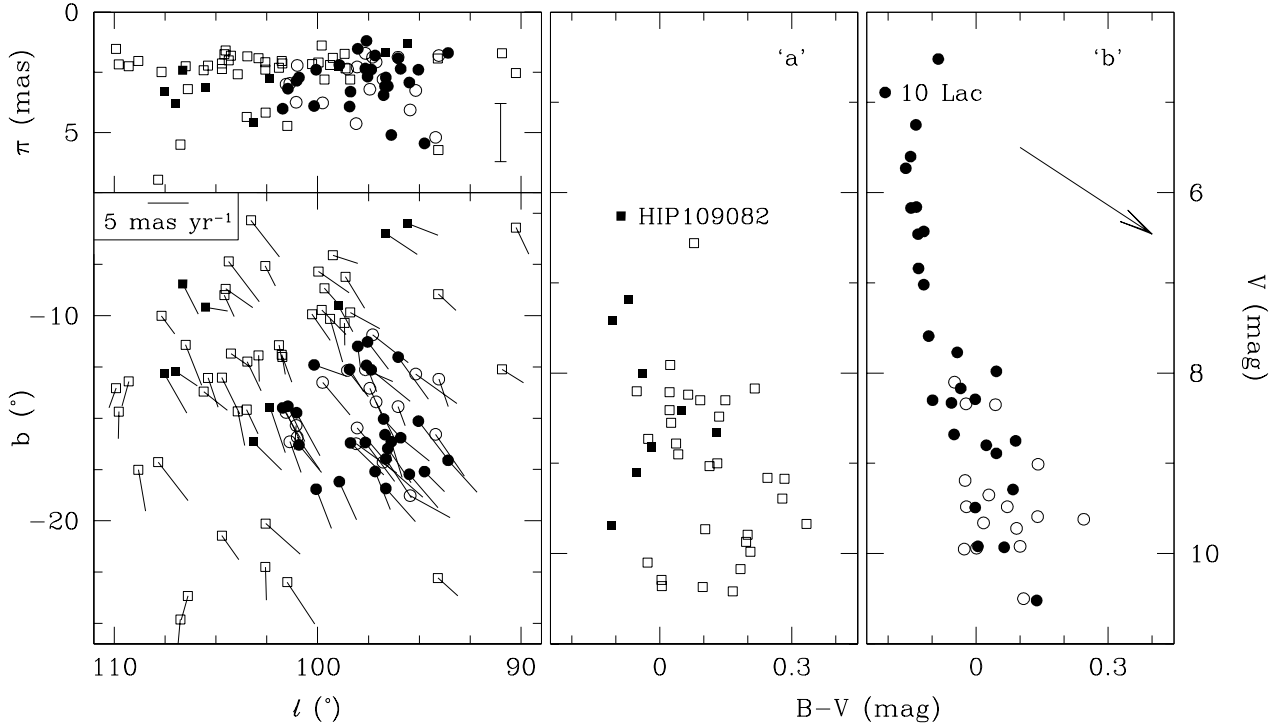 0
5
π (mas)
5 mas yr⁻¹
−10
−20
b (°)
110
100
90
ℓ (°)
'a'
HIP109082
0
0.3
'b'
10 Lac
0
0.3
B−V (mag)
6
8
10
V (mag)